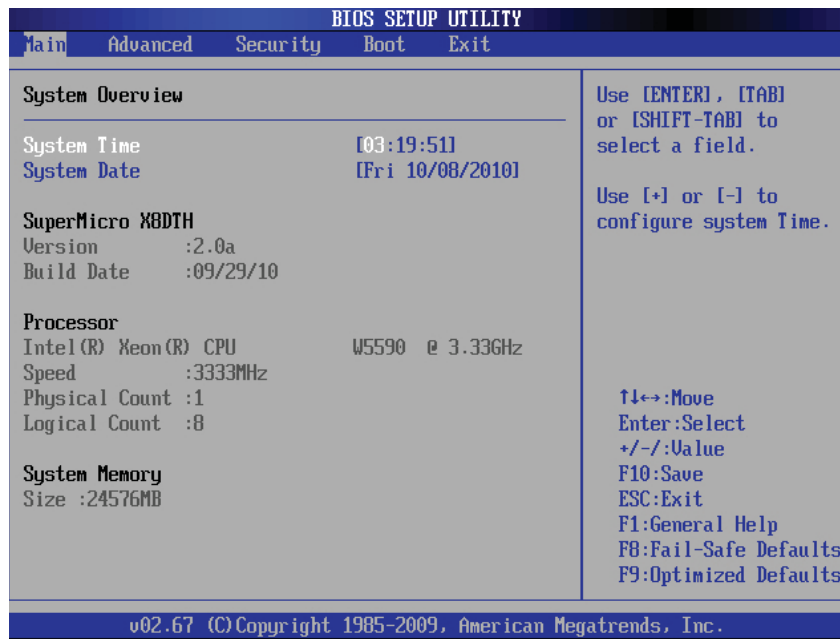 BIOS SETUP UTILITY
Main Advanced Security Boot Exit
System Overview
System Time [03:19:51]
System Date [Fri 10/08/2010]
SuperMicro X8DTH
Version :2.0a
Build Date :09/29/10
Processor
Intel(R) Xeon(R) CPU W5590 @ 3.33GHz
Speed :3333MHz
Physical Count :1
Logical Count :8
System Memory
Size :24576MB
Use [ENTER], [TAB]
or [SHIFT-TAB] to
select a field.
Use [+] or [-] to
configure system Time.
↑↓←→:Move
Enter:Select
+/-/:Value
F10:Save
ESC:Exit
F1:General Help
F8:Fail-Safe Defaults
F9:Optimized Defaults
v02.67 (C)Copyright 1985-2009, American Megatrends, Inc.